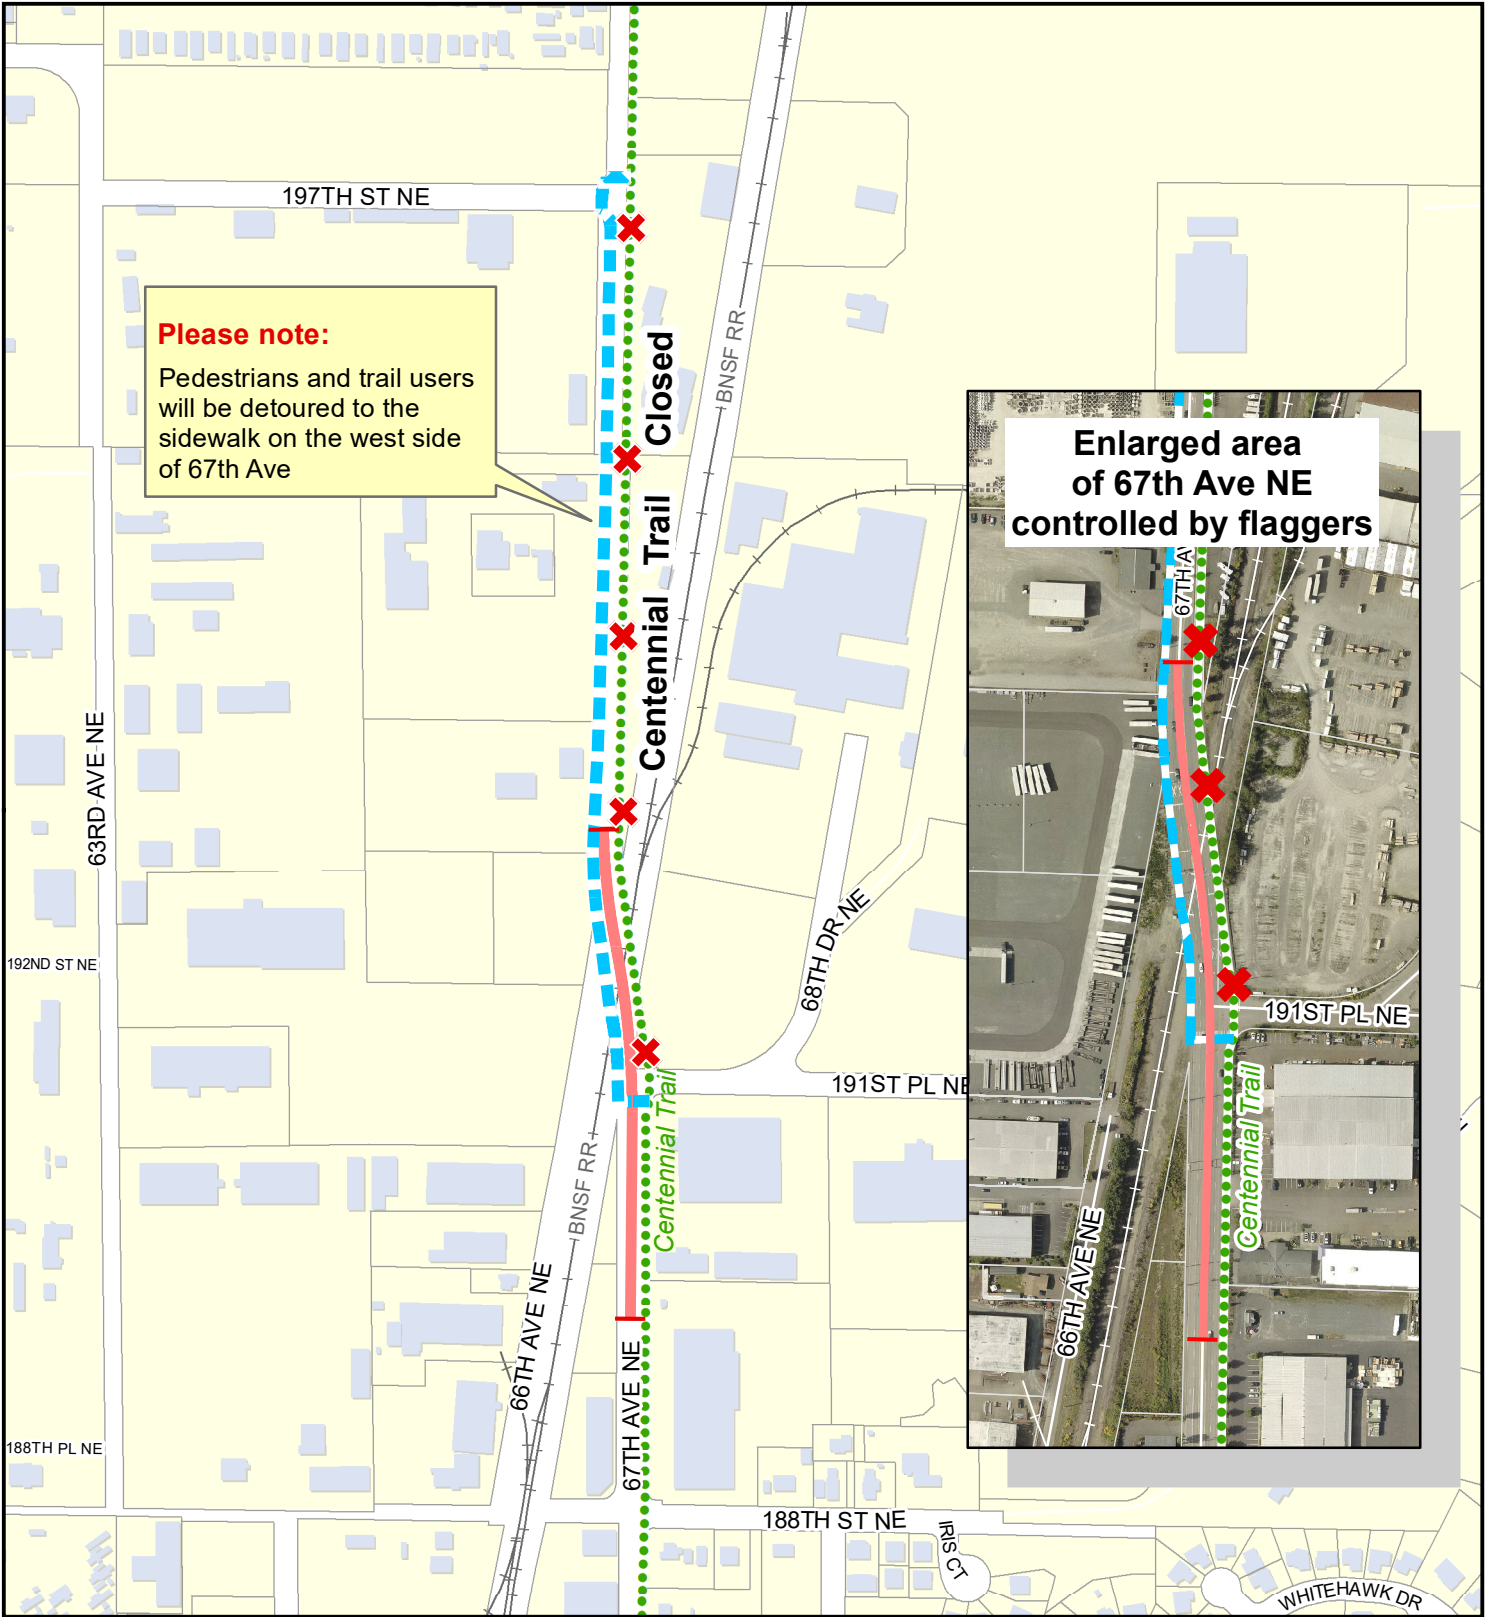 197TH ST NE
Please note:
Pedestrians and trail users
will be detoured to the
sidewalk on the west side
of 67th Ave
Centennial Trail Closed
BNSF RR
Enlarged area
of 67th Ave NE
controlled by flaggers
67TH AV
191ST PL NE
Centennial Trail
66TH AVE NE
63RD AVE NE
192ND ST NE
68TH DR NE
191ST PL NE
Centennial Trail
BNSF RR
66TH AVE NE
67TH AVE NE
188TH PL NE
188TH ST NE
IRIS CT
WHITEHAWK DR